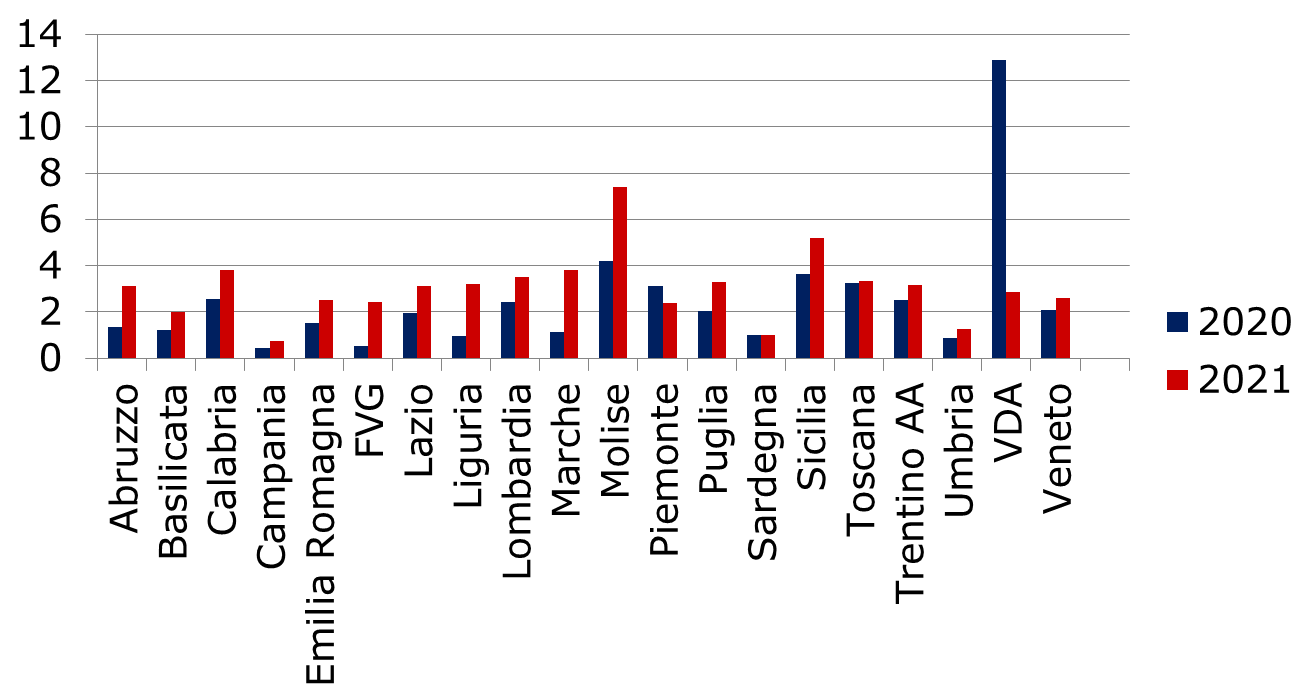 14
12
10
8
6
4
2
0
Abruzzo
Basilicata
Calabria
Campania
Emilia Romagna
FVG
Lazio
Liguria
Lombardia
Marche
Molise
Piemonte
Puglia
Sardegna
Sicilia
Toscana
Trentino AA
Umbria
VDA
Veneto
2020
2021